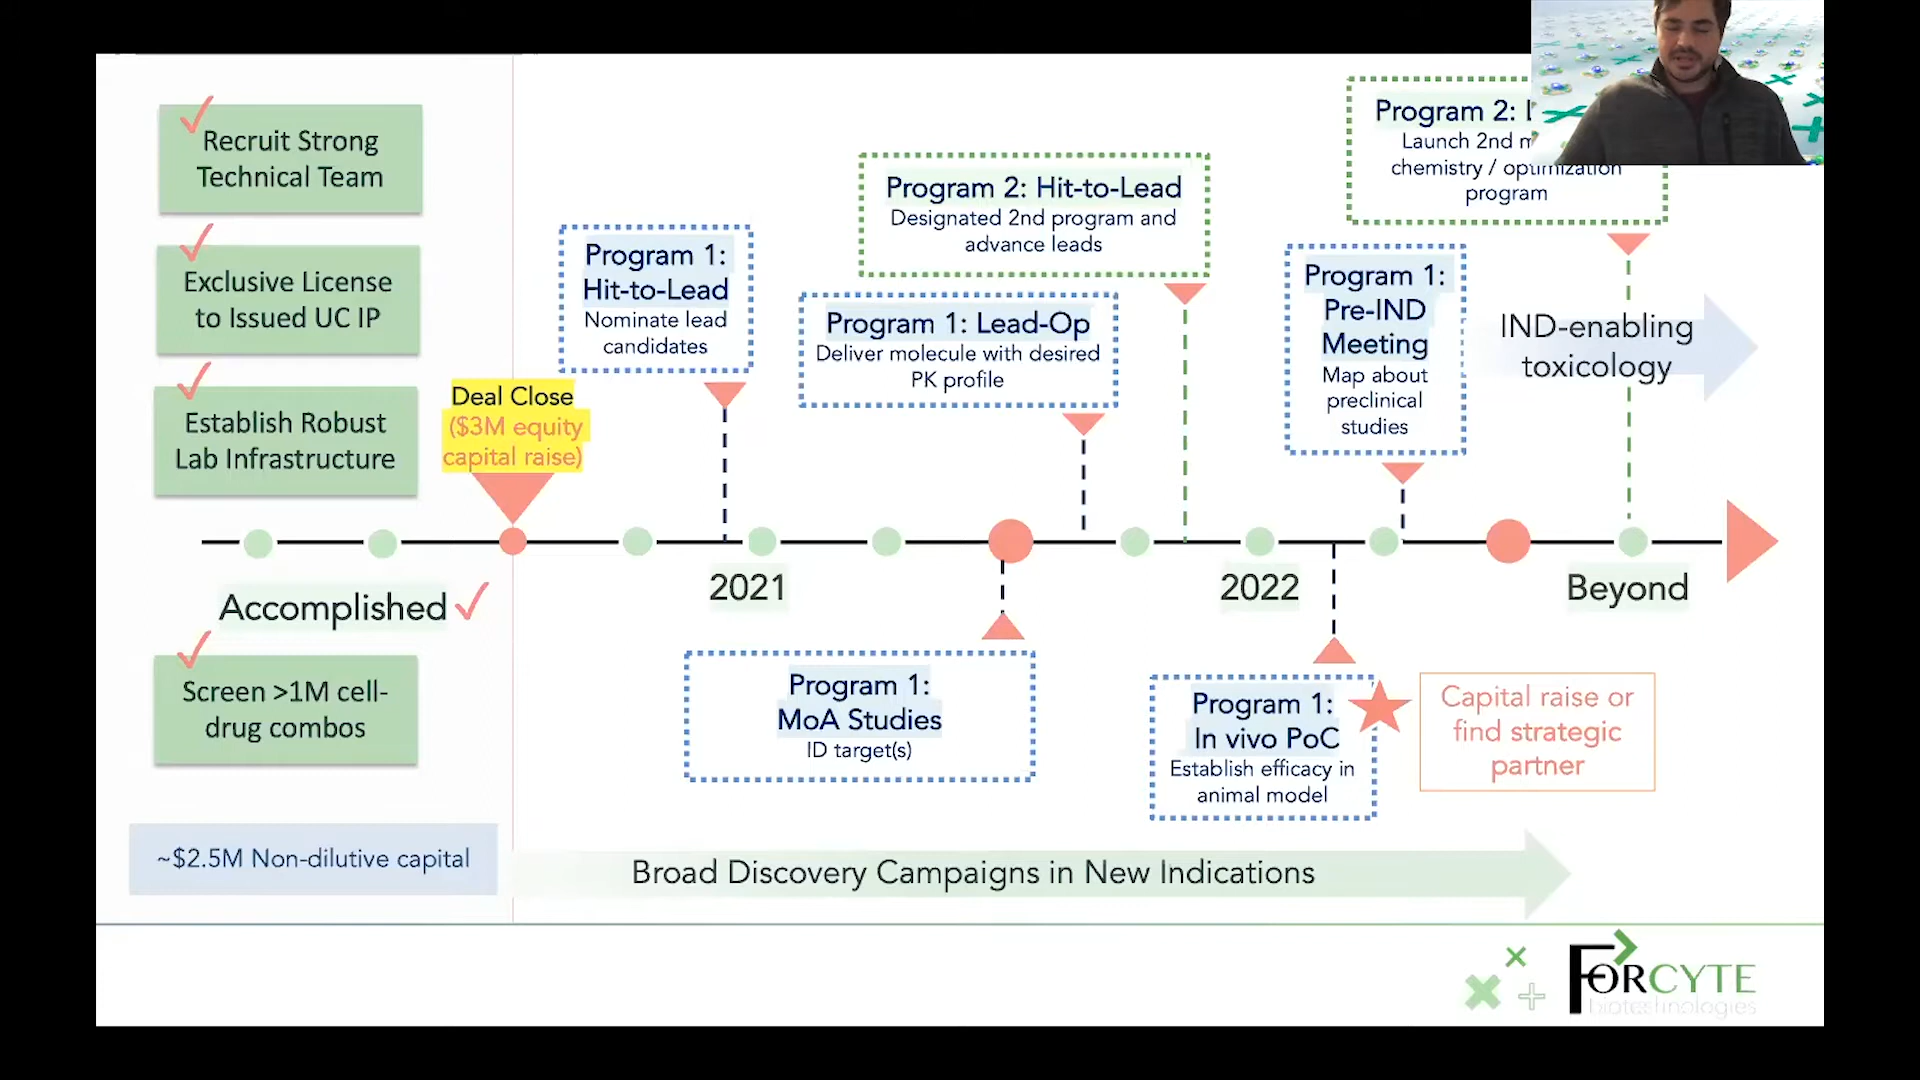 Recruit Strong
Technical Team
Exclusive License
to Issued UC IP
Establish Robust
Lab Infrastructure
Deal Close
($3M equity
capital raise)
Program 1:
Hit-to-Lead
Nominate lead
candidates
Program 2: Hit-to-Lead
Designated 2nd program and
advance leads
Program 1: Lead-Op
Deliver molecule with desired
PK profile
Program 2:
Launch 2nd
chemistry / optimization
program
Program 1:
Pre-IND
Meeting
Map about
preclinical
studies
IND-enabling
toxicology
2021
2022
Beyond
Accomplished
Screen >1M cell-
drug combos
Program 1:
MoA Studies
ID target(s)
Program 1:
In vivo PoC
Establish efficacy in
animal model
Capital raise or
find strategic
partner
~$2.5M Non-dilutive capital
Broad Discovery Campaigns in New Indications
FORCYTE
biotechnologies